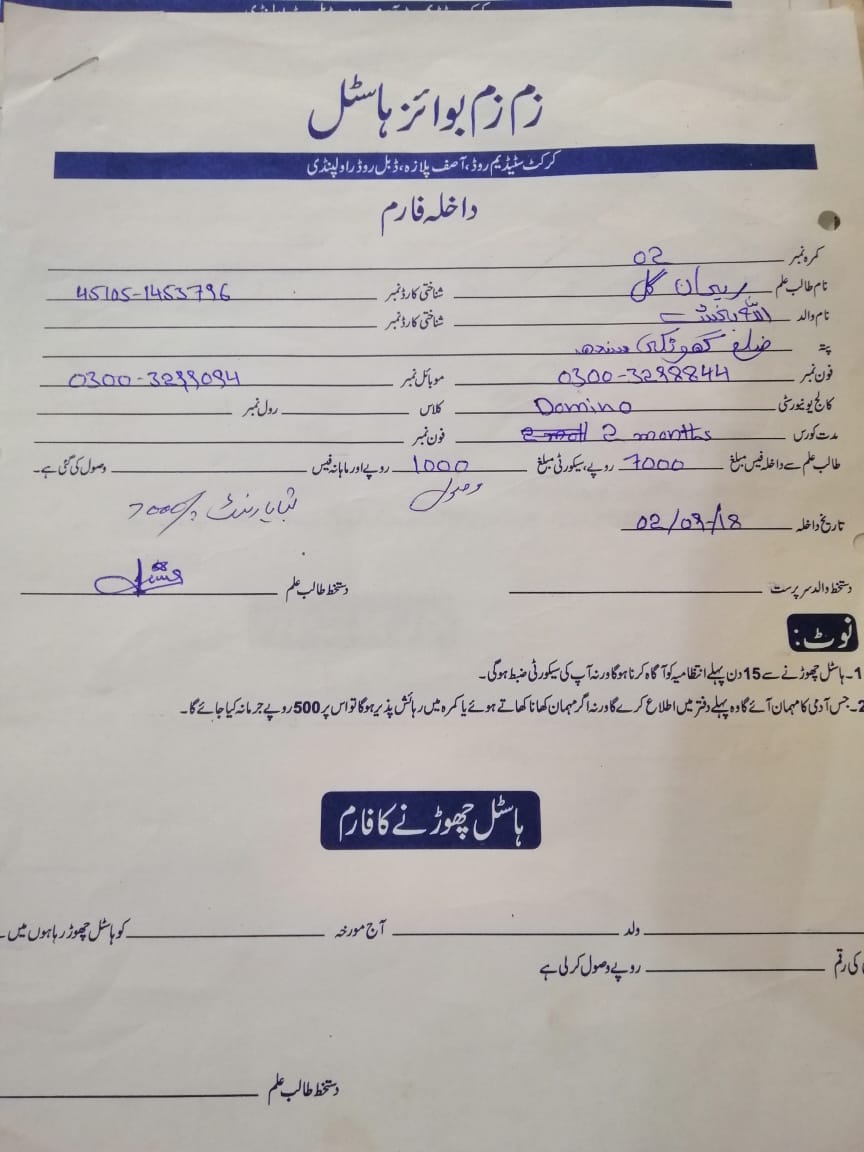 زم زم بوائز ہاسٹل
کرکٹ سٹیڈیم روڈ، آصف پلازہ، ڈبل روڈ راولپنڈی
داخلہ فارم
کمرہ نمبر 02
نام طالب علم ریحان گل شناختی کارڈ نمبر 45105-1453796
نام والد اللہ بخش شناختی کارڈ نمبر
پتہ ضلع گھوٹکی سندھ
فون نمبر 0300-3298844 موبائل نمبر 0300-3299094
کالج یونیورسٹی Domino کلاس رول نمبر
مدت کورس 2 months فون نمبر
طالب علم سے داخلہ فیس مبلغ 7000 روپے، سیکورٹی مبلغ 1000 روپے اور ماہانہ فیس وصول کی گئی ہے۔
وصول
7000/
تاریخ داخلہ 02/09/18
دستخط والد سرپرست دستخط طالب علم
نوٹ:
1۔ ہاسٹل چھوڑنے سے 15 دن پہلے انتظامیہ کو آگاہ کرنا ہوگا ورنہ آپ کی سیکورٹی ضبط ہوگی۔
2۔ جس آدمی کا مہمان آئے گا وہ پہلے دفتر میں اطلاع کرے گا ورنہ اگر مہمان کھانا کھاتے ہوئے یا کمرہ میں رہائش پذیر ہوگا تو اس پر 500 روپے جرمانہ کیا جائے گا۔
ہاسٹل چھوڑنے کا فارم
ولد آج مورخہ کو ہاسٹل چھوڑ رہا ہوں میں۔
کی رقم روپے وصول کر لی ہے
دستخط طالب علم